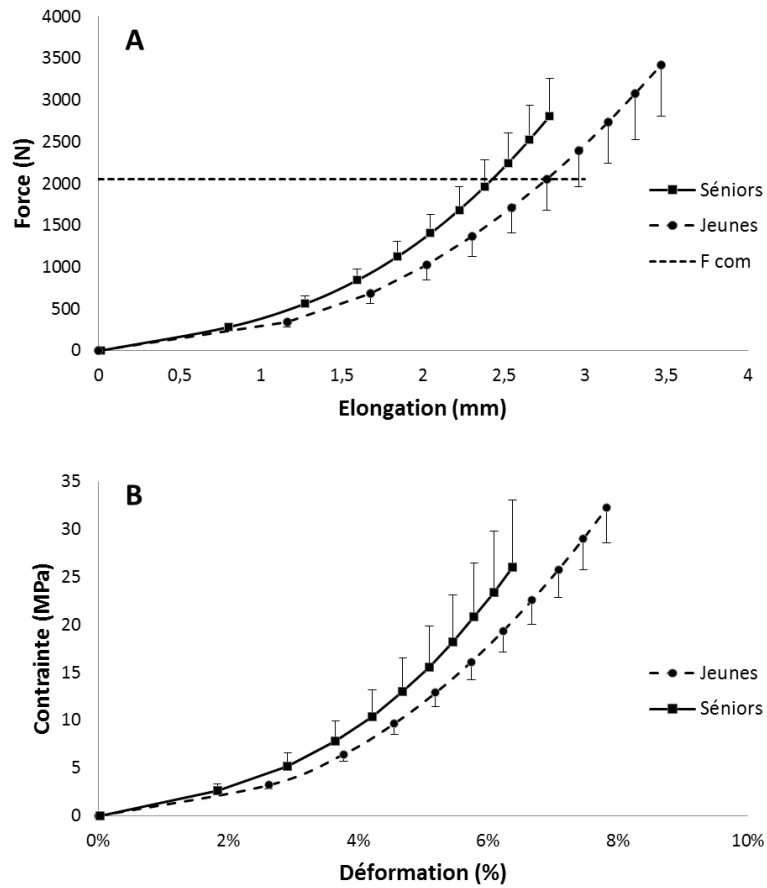 A
4000
3500
3000
2500
2000
1500
1000
500
0
Force (N)
0
0,5
1
1,5
2
2,5
3
3,5
4
Elongation (mm)
Séniors
Jeunes
F com
B
35
30
25
20
15
10
5
0
Contrainte (MPa)
0%
2%
4%
6%
8%
10%
Déformation (%)
Jeunes
Séniors